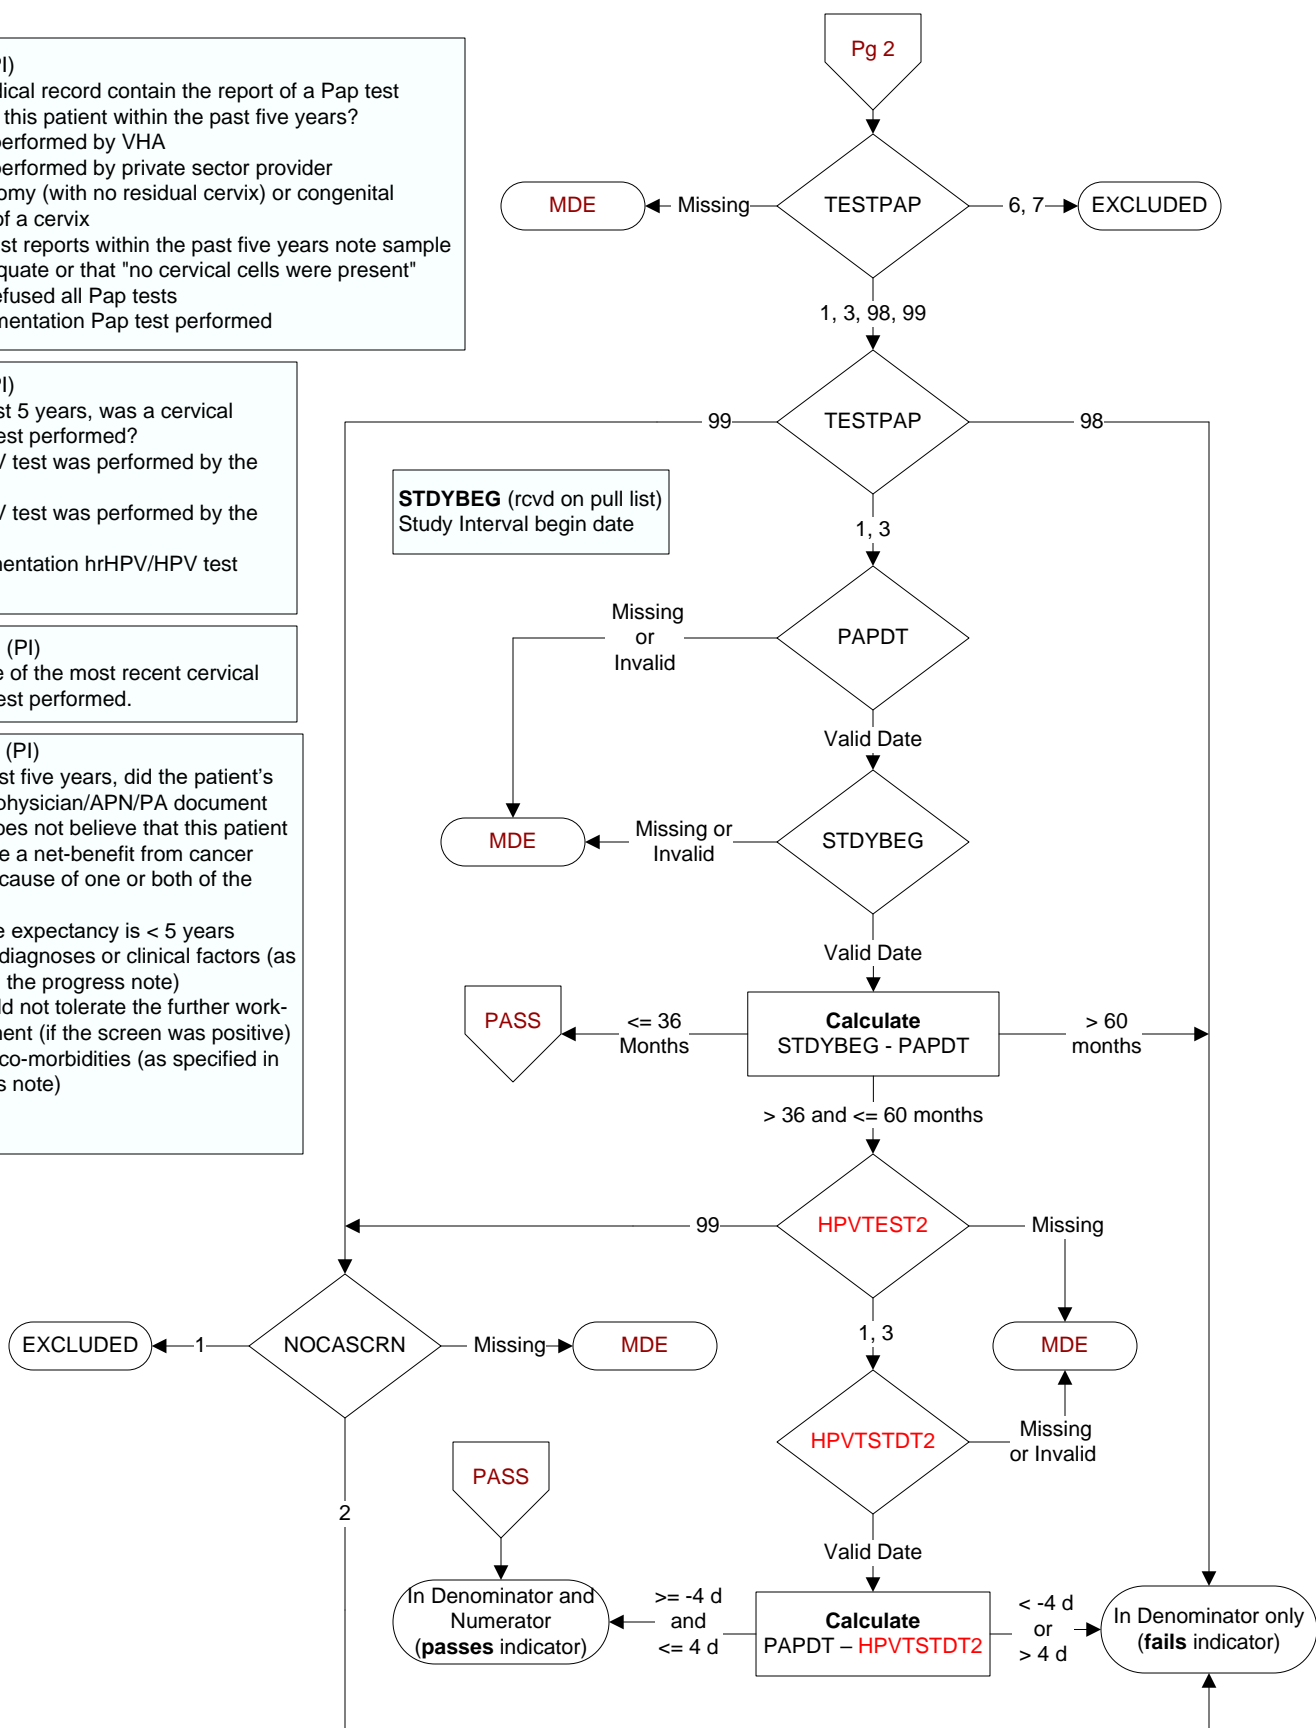 PI)
dical record contain the report of a Pap test
this patient within the past five years?
performed by VHA
performed by private sector provider
omy (with no residual cervix) or congenital
of a cervix
st reports within the past five years note sample
quate or that "no cervical cells were present"
efused all Pap tests
mentation Pap test performed
PI)
st 5 years, was a cervical
est performed?
V test was performed by the
V test was performed by the
mentation hrHPV/HPV test
(PI)
e of the most recent cervical
est performed.
(PI)
st five years, did the patient's
physician/APN/PA document
oes not believe that this patient
e a net-benefit from cancer
cause of one or both of the
e expectancy is < 5 years
diagnoses or clinical factors (as
the progress note)
ld not tolerate the further work-
ment (if the screen was positive)
co-morbidities (as specified in
s note)
Pg 2
MDE
Missing
TESTPAP
6, 7
EXCLUDED
1, 3, 98, 99
99
TESTPAP
98
STDYBEG (rcvd on pull list)
Study Interval begin date
1, 3
Missing
or
Invalid
PAPDT
Valid Date
MDE
Missing or
Invalid
STDYBEG
Valid Date
PASS
<= 36
Months
Calculate
STDYBEG - PAPDT
> 60
months
> 36 and <= 60 months
99
HPVTEST2
Missing
1, 3
MDE
EXCLUDED
1
NOCASCRN
Missing
MDE
HPVTSTDT2
Missing
or Invalid
PASS
2
Valid Date
In Denominator and
Numerator
(passes indicator)
>= -4 d
and
<= 4 d
Calculate
PAPDT – HPVTSTDT2
< -4 d
or
> 4 d
In Denominator only
(fails indicator)